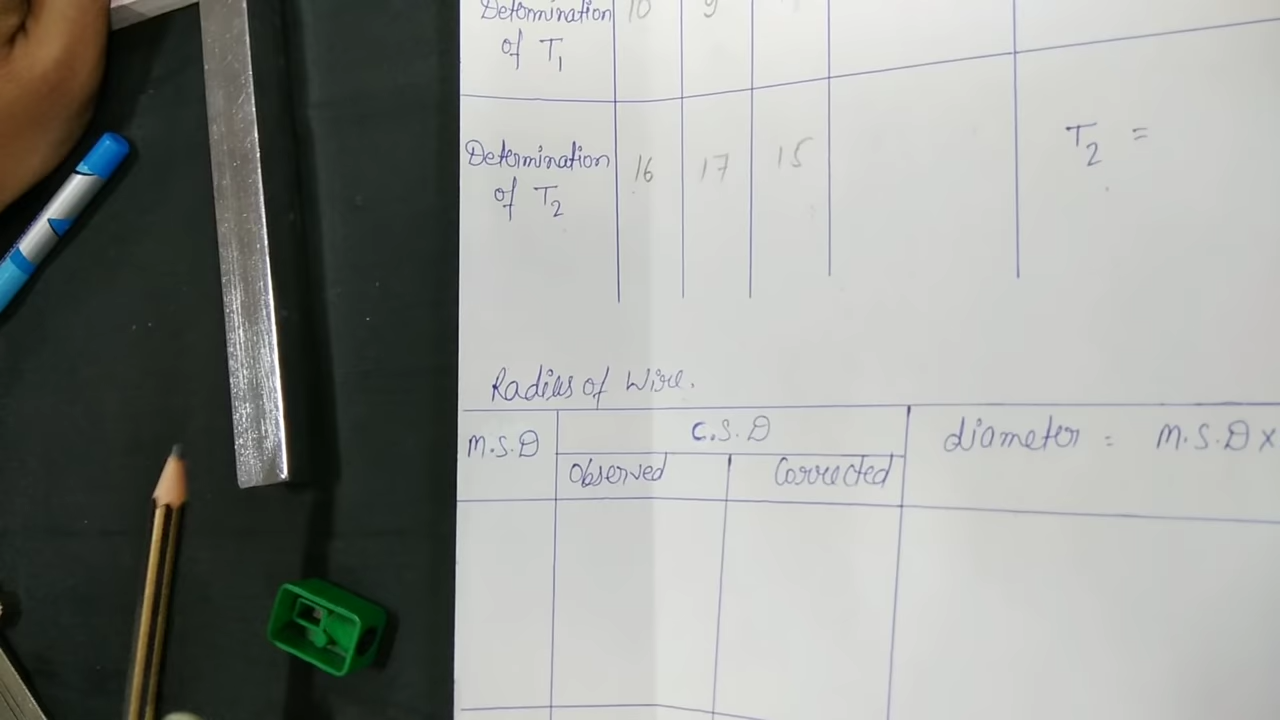 Determination 10 9
of T1
Determination 16 17 15 T2 =
of T2
Radius of Wire.
M.S.D C.S.D diameter = M.S.D x
Observed Corrected